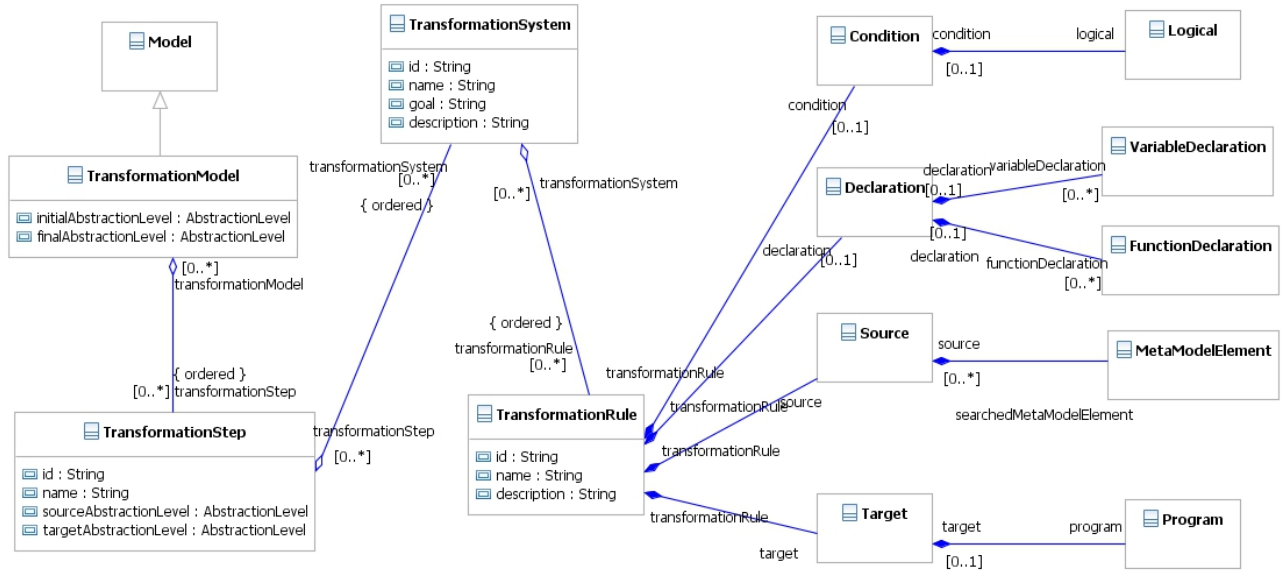 Model
TransformationModel
initialAbstractionLevel : AbstractionLevel
finalAbstractionLevel : AbstractionLevel
[0..*]
transformationModel
{ ordered }
[0..*]
transformationStep
TransformationStep
id : String
name : String
sourceAbstractionLevel : AbstractionLevel
targetAbstractionLevel : AbstractionLevel
TransformationSystem
id : String
name : String
goal : String
description : String
transformationSystem
[0..*]
{ ordered }
transformationStep
[0..*]
[0..*]
transformationSystem
{ ordered }
transformationRule
[0..*]
TransformationRule
id : String
name : String
description : String
transformationRule
transformationRule
transformationRule
transformationRule
condition
[0..1]
declaration
[0..1]
source
target
Condition
condition
[0..1]
logical
Logical
Declaration
declaration
[0..1]
variableDeclaration
[0..*]
VariableDeclaration
[0..1]
declaration
functionDeclaration
[0..*]
FunctionDeclaration
Source
source
[0..*]
searchedMetaModelElement
MetaModelElement
Target
target
[0..1]
program
Program